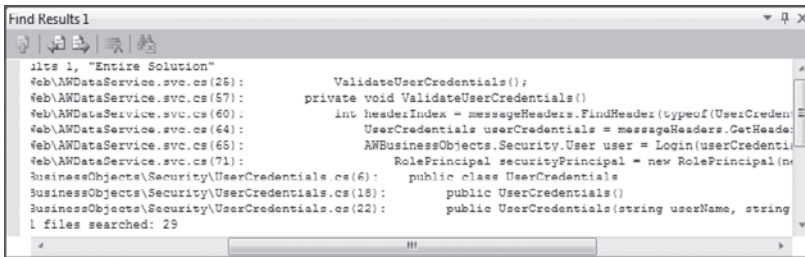 Find Results 1
ults 1, "Entire Solution"
Web\AWDataService.svc.cs(25): ValidateUserCredentials();
Web\AWDataService.svc.cs(57): private void ValidateUserCredentials()
Web\AWDataService.svc.cs(60): int headerIndex = messageHeaders.FindHeader(typeof(UserCreden
Web\AWDataService.svc.cs(64): UserCredentials userCredentials = messageHeaders.GetHeade
Web\AWDataService.svc.cs(65): AWBusinessObjects.Security.User user = Login(userCredentia
Web\AWDataService.svc.cs(71): RolePrincipal securityPrincipal = new RolePrincipal(ne
BusinessObjects\Security\UserCredentials.cs(6): public class UserCredentials
BusinessObjects\Security\UserCredentials.cs(18): public UserCredentials()
BusinessObjects\Security\UserCredentials.cs(22): public UserCredentials(string userName, string
l files searched: 29